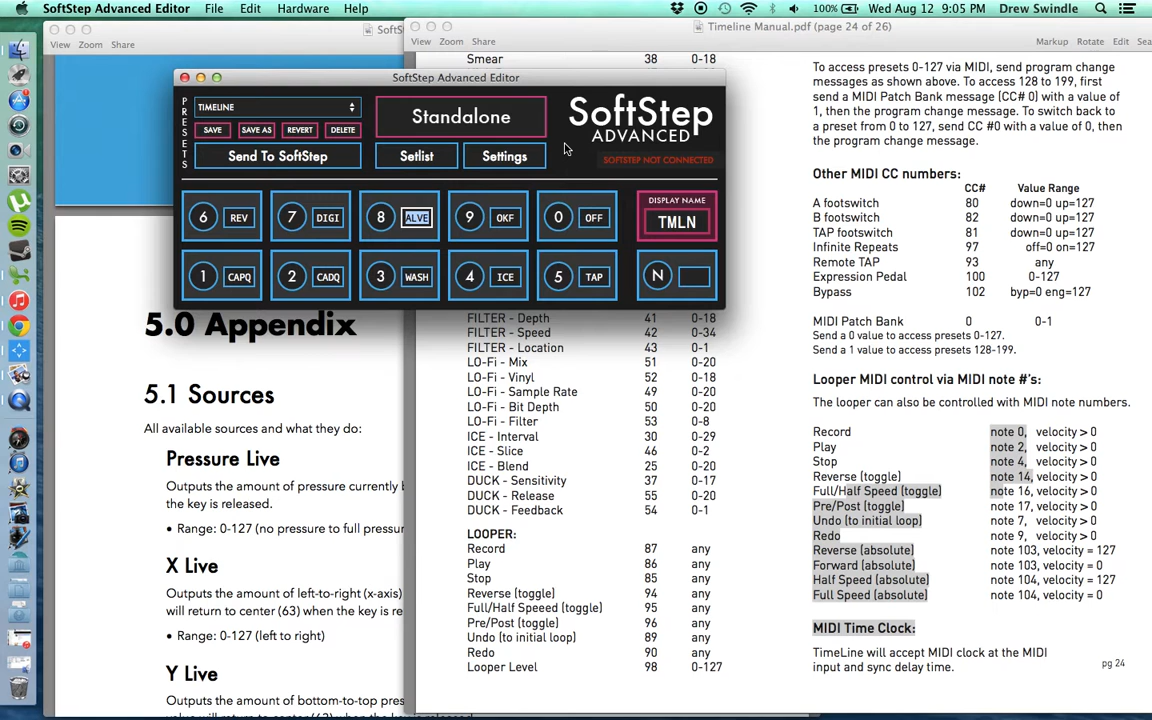 SoftStep Advanced Editor File Edit Hardware Help
100% Wed Aug 12 9:05 PM Drew Swindle
View Zoom Share
SoftS
Timeline Manual.pdf (page 24 of 26)
View Zoom Share
Markup Rotate Edit Sea
SoftStep Advanced Editor
PRESETS
TIMELINE
SAVE SAVE AS REVERT DELETE
Send To SoftStep
Standalone
Setlist Settings
SoftStep
ADVANCED
SOFTSTEP NOT CONNECTED
6 REV 7 DIGI 8 ALVE 9 OKF 0 OFF
DISPLAY NAME
TMLN
1 CAPQ 2 CADQ 3 WASH 4 ICE 5 TAP N
5.0 Appendix
5.1 Sources
All available sources and what they do:
Pressure Live
Outputs the amount of pressure currently b
the key is released.
• Range: 0-127 (no pressure to full pressur
X Live
Outputs the amount of left-to-right (x-axis)
will return to center (63) when the key is re
• Range: 0-127 (left to right)
Y Live
Outputs the amount of bottom-to-top pres
value will return to center (63) when the key is released
Smear 38 0-18
FILTER - Depth 41 0-18
FILTER - Speed 42 0-34
FILTER - Location 43 0-1
LO-Fi - Mix 51 0-20
LO-Fi - Vinyl 52 0-18
LO-Fi - Sample Rate 49 0-20
LO-Fi - Bit Depth 50 0-20
LO-Fi - Filter 53 0-8
ICE - Interval 30 0-29
ICE - Slice 46 0-2
ICE - Blend 25 0-20
DUCK - Sensitivity 37 0-17
DUCK - Release 55 0-20
DUCK - Feedback 54 0-1
LOOPER:
Record 87 any
Play 86 any
Stop 85 any
Reverse (toggle) 94 any
Full/Half Speeed (toggle) 95 any
Pre/Post (toggle) 96 any
Undo (to initial loop) 89 any
Redo 90 any
Looper Level 98 0-127
To access presets 0-127 via MIDI, send program change
messages as shown above. To access 128 to 199, first
send a MIDI Patch Bank message (CC# 0) with a value of
1, then the program change message. To switch back to
a preset from 0 to 127, send CC #0 with a value of 0, then
the program change message.
Other MIDI CC numbers:
CC# Value Range
A footswitch 80 down=0 up=127
B footswitch 82 down=0 up=127
TAP footswitch 81 down=0 up=127
Infinite Repeats 97 off=0 on=127
Remote TAP 93 any
Expression Pedal 100 0-127
Bypass 102 byp=0 eng=127
MIDI Patch Bank 0 0-1
Send a 0 value to access presets 0-127.
Send a 1 value to access presets 128-199.
Looper MIDI control via MIDI note #'s:
The looper can also be controlled with MIDI note numbers.
Record note 0, velocity > 0
Play note 2, velocity > 0
Stop note 4, velocity > 0
Reverse (toggle) note 14, velocity > 0
Full/Half Speed (toggle) note 16, velocity > 0
Pre/Post (toggle) note 17, velocity > 0
Undo (to initial loop) note 7, velocity > 0
Redo note 9, velocity > 0
Reverse (absolute) note 103, velocity = 127
Forward (absolute) note 103, velocity = 0
Half Speed (absolute) note 104, velocity = 127
Full Speed (absolute) note 104, velocity = 0
MIDI Time Clock:
TimeLine will accept MIDI clock at the MIDI
input and sync delay time.
pg 24